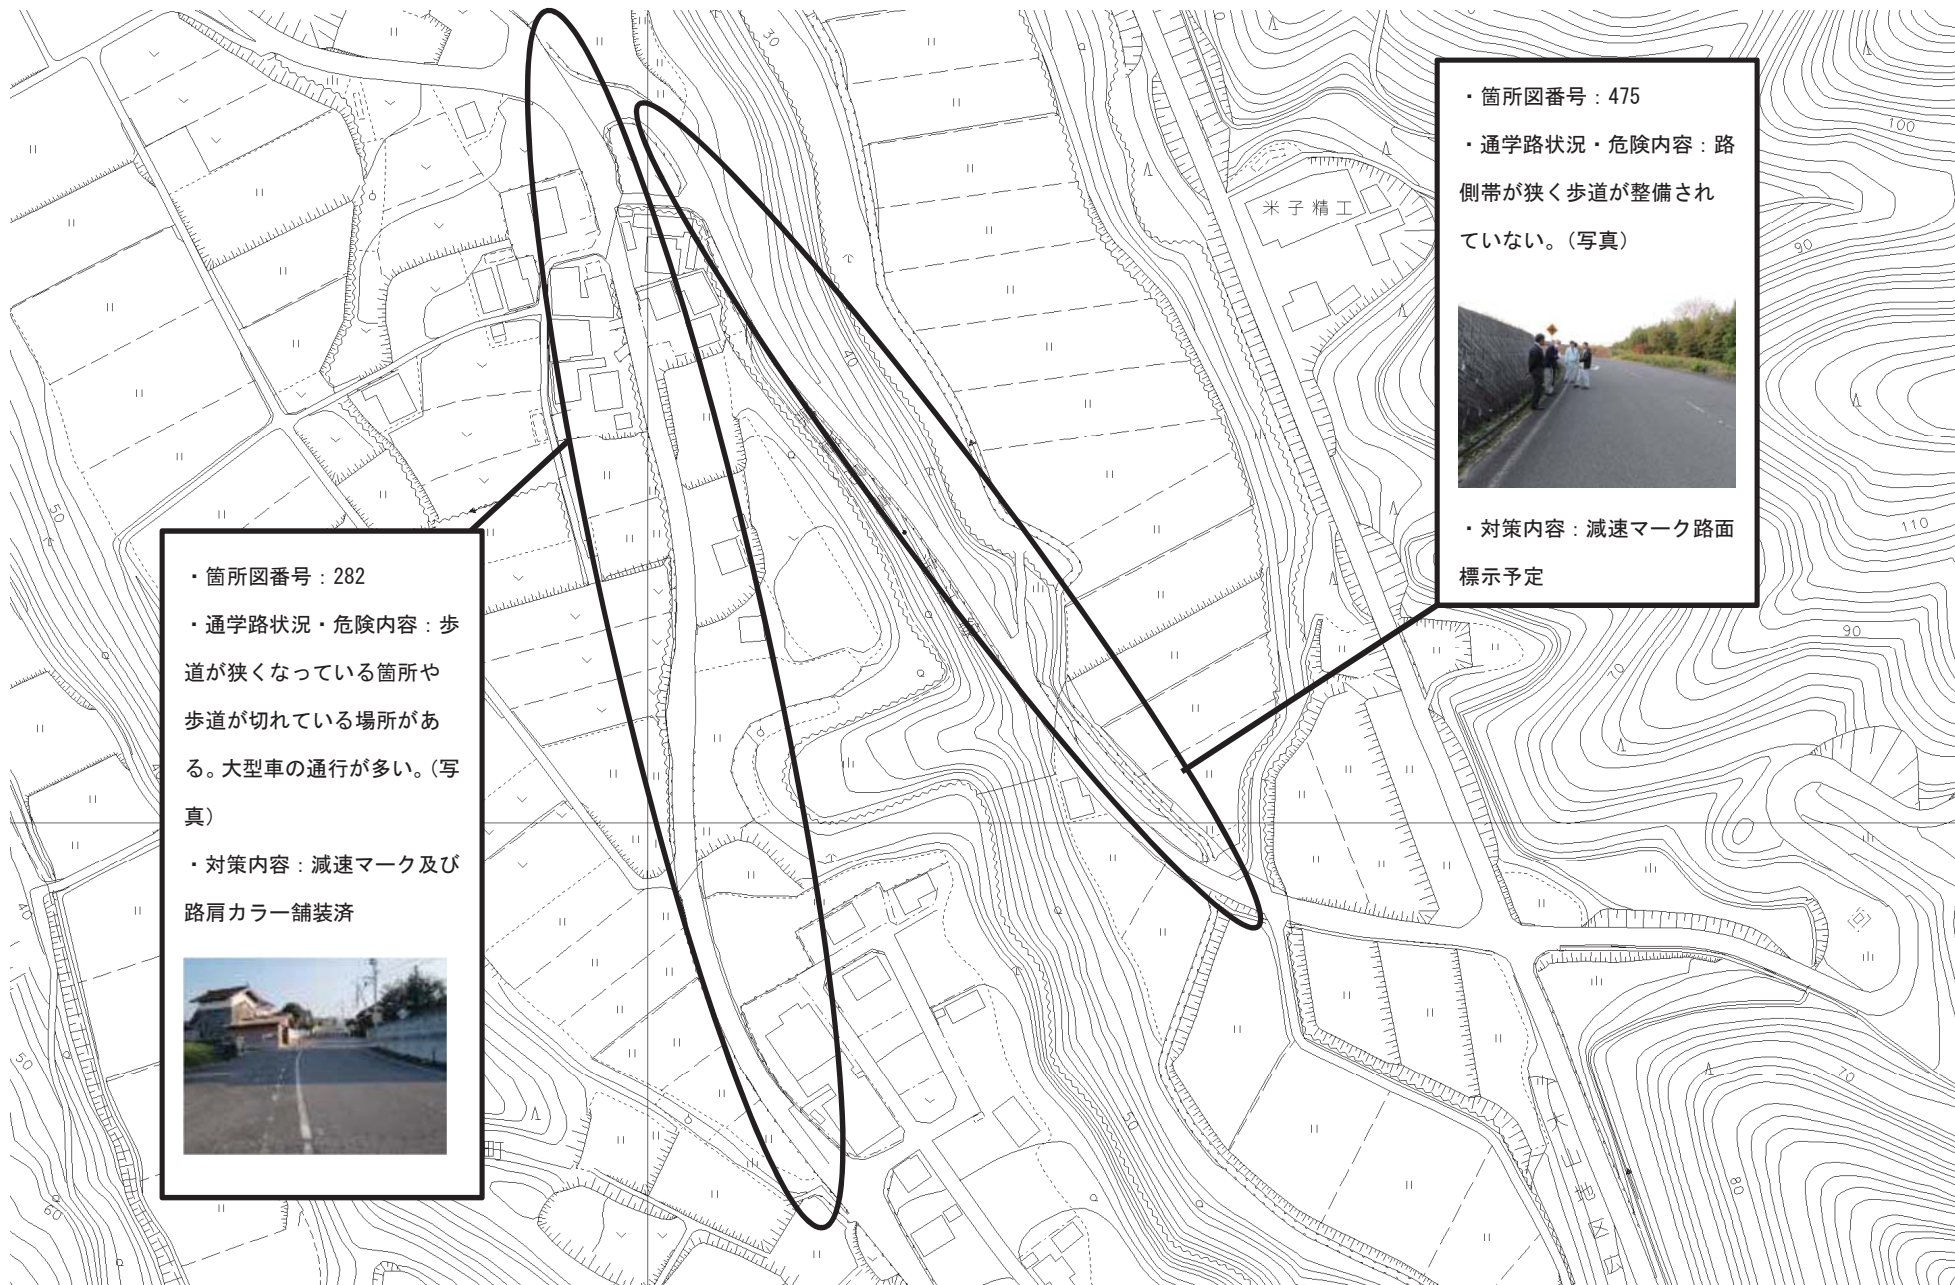 ・箇所図番号：282
・通学路状況・危険内容：歩
道が狭くなっている箇所や
歩道が切れている場所があ
る。大型車の通行が多い。（写
真）
・対策内容：減速マーク及び
路肩カラー舗装済
・箇所図番号：475
・通学路状況・危険内容：路
側帯が狭く歩道が整備され
ていない。（写真）
・対策内容：減速マーク路面
標示予定
米子精工
30
40
50
40
50
60
50
100
90
110
90
70
70
80
町